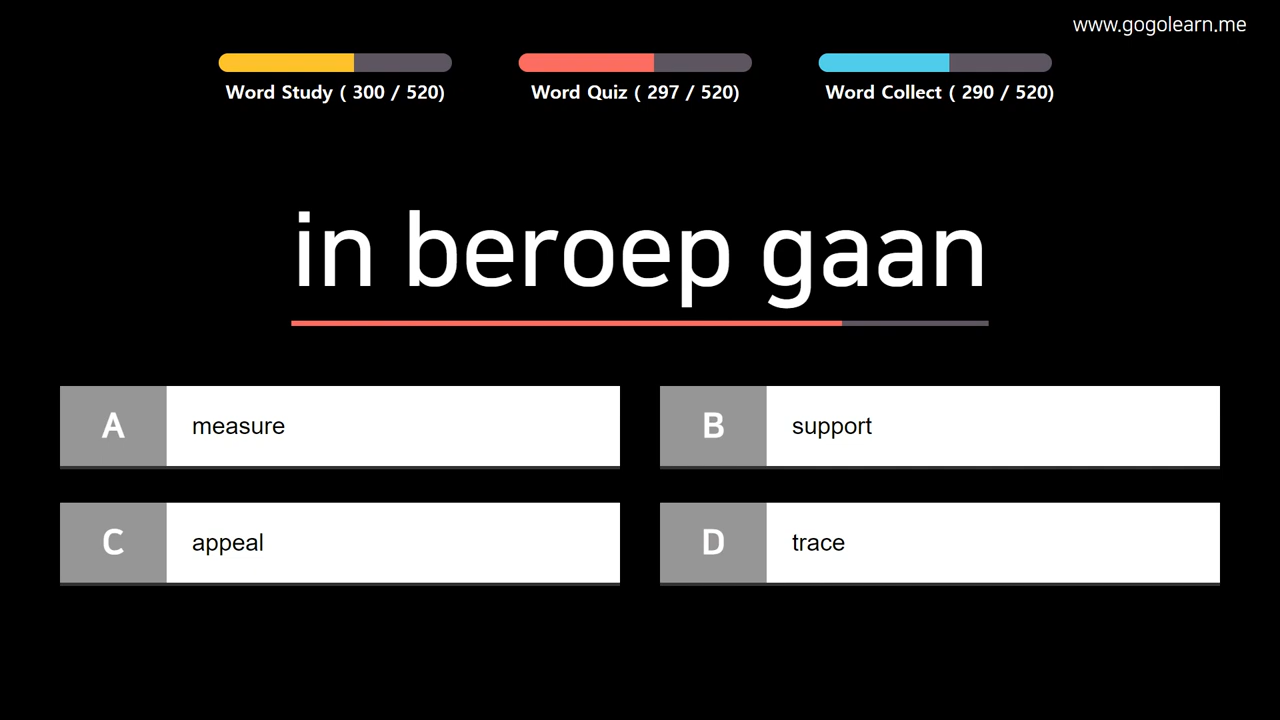 www.gogolearn.me
Word Study ( 300 / 520)
Word Quiz ( 297 / 520)
Word Collect ( 290 / 520)
in beroep gaan
A
measure
B
support
C
appeal
D
trace